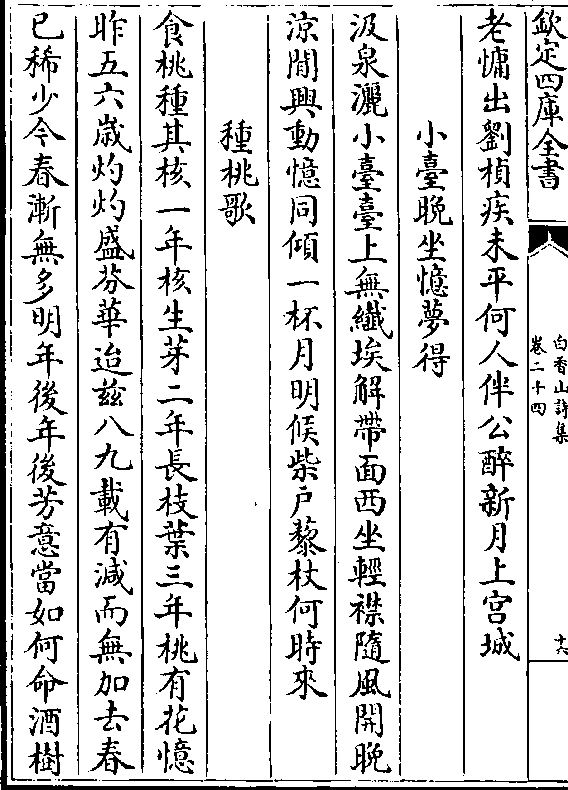 欽定四庫全書
白香山詩集
卷二十四
十六
老慵出劉楨疾未平何人伴公醉新月上宮城
小臺晚坐憶夢得
汲泉灑小臺臺上無纖埃解帶面西坐輕襟隨風開晚
涼閒興動憶同傾一杯月明候柴戶藜杖何時來
種桃歌
食桃種其核一年核生芽二年長枝葉三年桃有花憶
昨五六歲灼灼盛芬華迨茲八九載有減而無加去春
已稀少今春漸無多明年後年後芳意當如何命酒樹